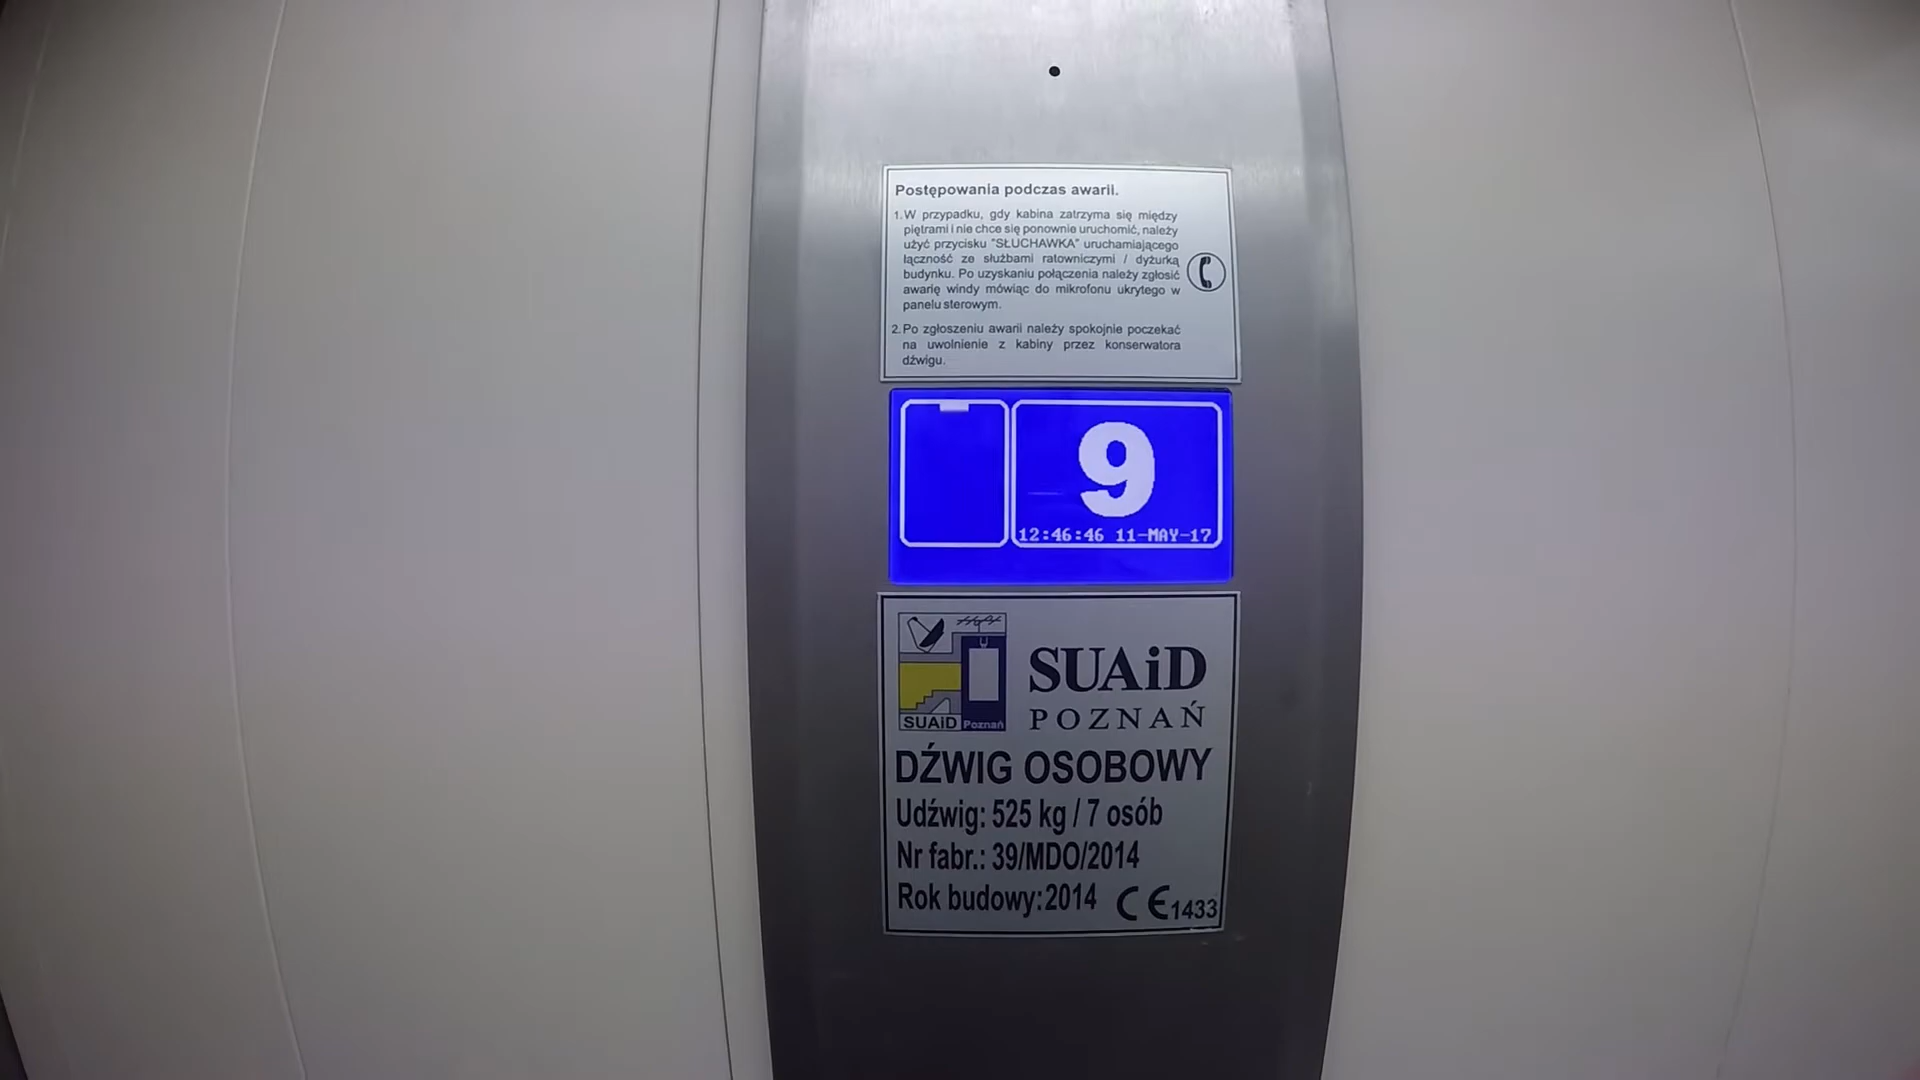 Postępowania podczas awarii.
1. W przypadku, gdy kabina zatrzyma się między
piętrami i nie chce się ponownie uruchomić, należy
użyć przycisku "SŁUCHAWKA" uruchamiającego
łączność ze służbami ratowniczymi / dyżurką
budynku. Po uzyskaniu połączenia należy zgłosić
awarię windy mówiąc do mikrofonu ukrytego w
panelu sterowym.
2. Po zgłoszeniu awarii należy spokojnie poczekać
na uwolnienie z kabiny przez konserwatora
dźwigu.
9
12:46:46 11-MAY-17
SUAiD
POZNAŃ
SUAiD Poznań
DŹWIG OSOBOWY
Udźwig: 525 kg / 7 osób
Nr fabr.: 39/MDO/2014
Rok budowy:2014 CE1433